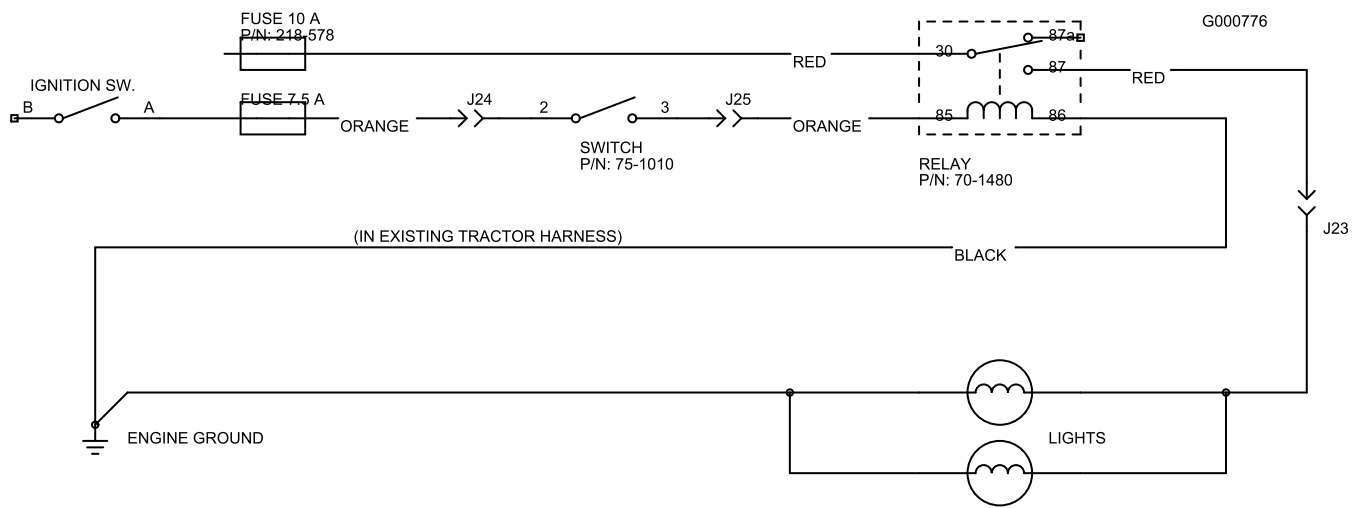 FUSE 10 A
P/N: 218-578
G000776
87a
30
RED
87
RED
IGNITION SW.
B
A
FUSE 7.5 A
ORANGE
J24
2
3
J25
ORANGE
85
86
SWITCH
P/N: 75-1010
RELAY
P/N: 70-1480
J23
(IN EXISTING TRACTOR HARNESS)
BLACK
ENGINE GROUND
LIGHTS